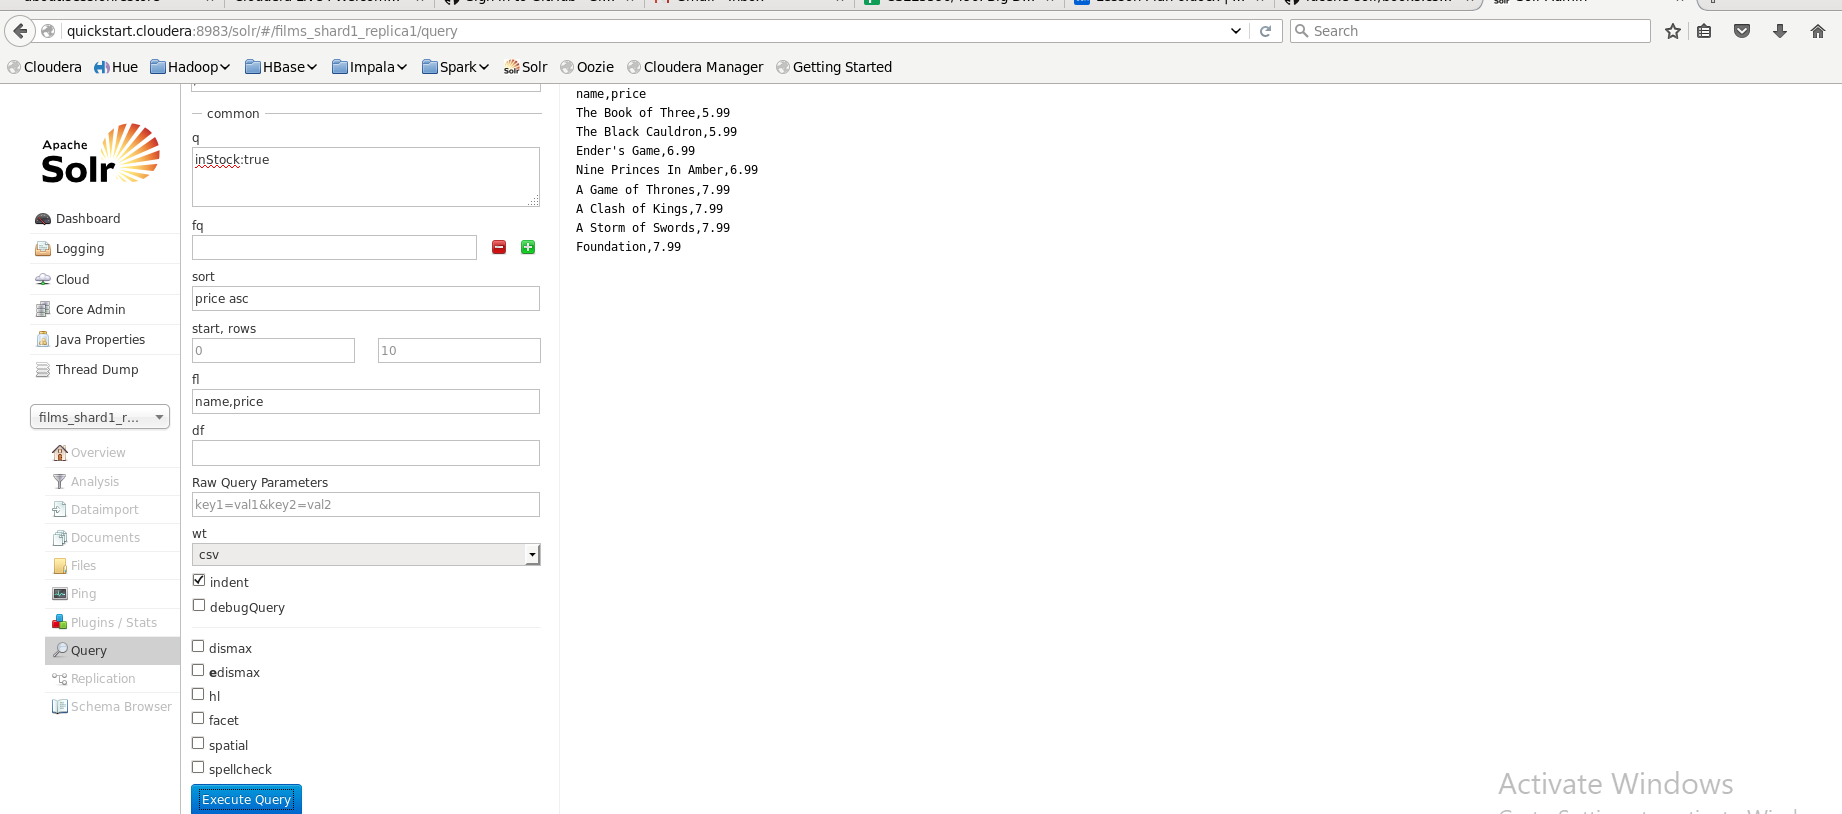 quickstart.cloudera:8983/solr/#/films_shard1_replica1/query
Search
Cloudera Hue Hadoop HBase Impala Spark Solr Oozie Cloudera Manager Getting Started
Apache
Solr
Dashboard
Logging
Cloud
Core Admin
Java Properties
Thread Dump
films_shard1_r...
Overview
Analysis
Dataimport
Documents
Files
Ping
Plugins / Stats
Query
Replication
Schema Browser
common
q
inStock:true
fq
sort
price asc
start, rows
0 10
fl
name,price
df
Raw Query Parameters
key1=val1&key2=val2
wt
csv
indent
debugQuery
dismax
edismax
hl
facet
spatial
spellcheck
Execute Query
name,price
The Book of Three,5.99
The Black Cauldron,5.99
Ender's Game,6.99
Nine Princes In Amber,6.99
A Game of Thrones,7.99
A Clash of Kings,7.99
A Storm of Swords,7.99
Foundation,7.99
Activate Windows